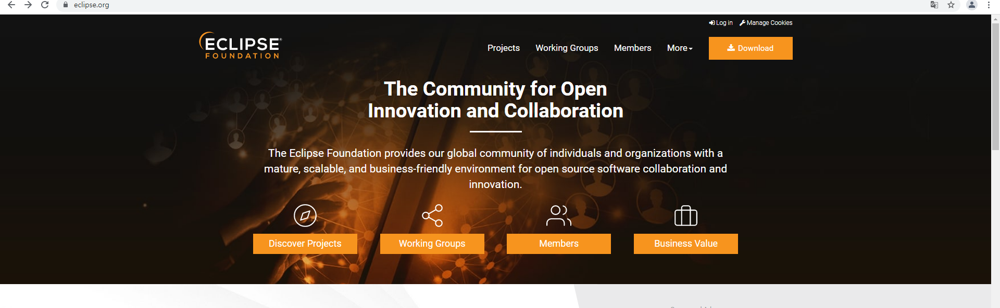 eclipse.org
Log in Manage Cookies
ECLIPSE®
FOUNDATION
Projects Working Groups Members More Download
The Community for Open
Innovation and Collaboration
The Eclipse Foundation provides our global community of individuals and organizations with a
mature, scalable, and business-friendly environment for open source software collaboration and
innovation.
Discover Projects Working Groups Members Business Value